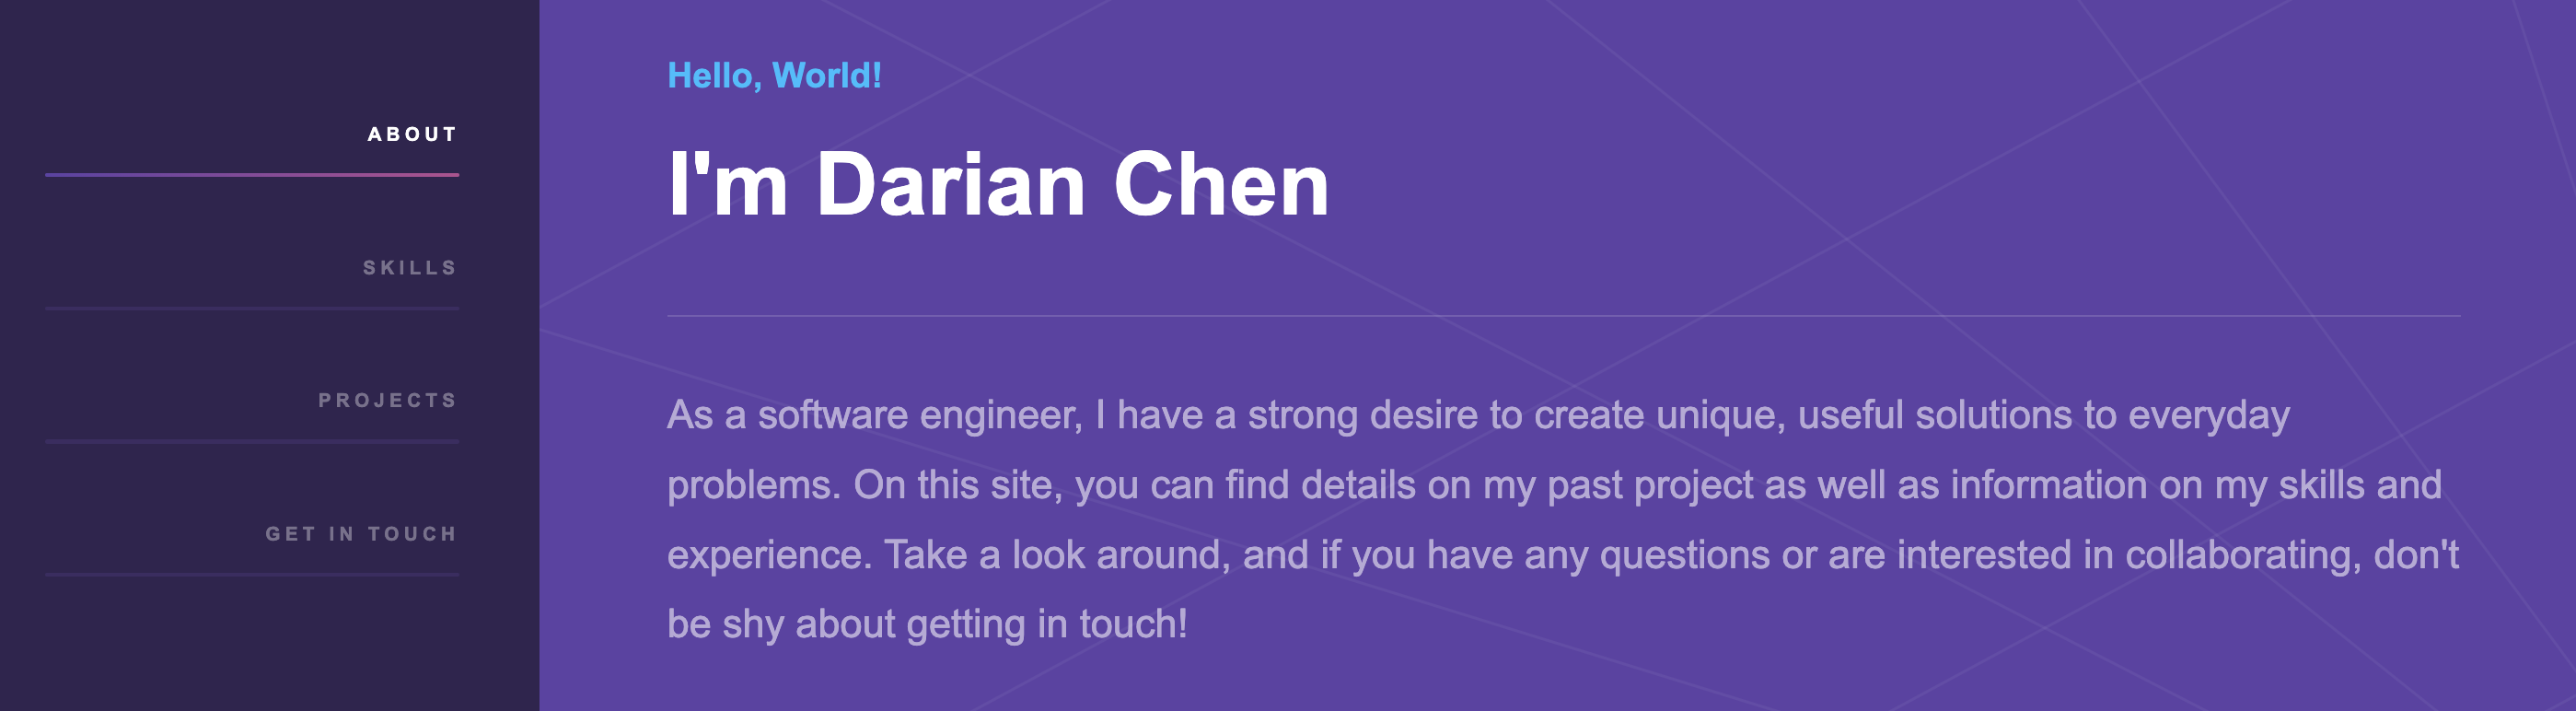 ABOUT
SKILLS
PROJECTS
GET IN TOUCH
Hello, World!
I'm Darian Chen
As a software engineer, I have a strong desire to create unique, useful solutions to everyday
problems. On this site, you can find details on my past project as well as information on my skills and
experience. Take a look around, and if you have any questions or are interested in collaborating, don't
be shy about getting in touch!